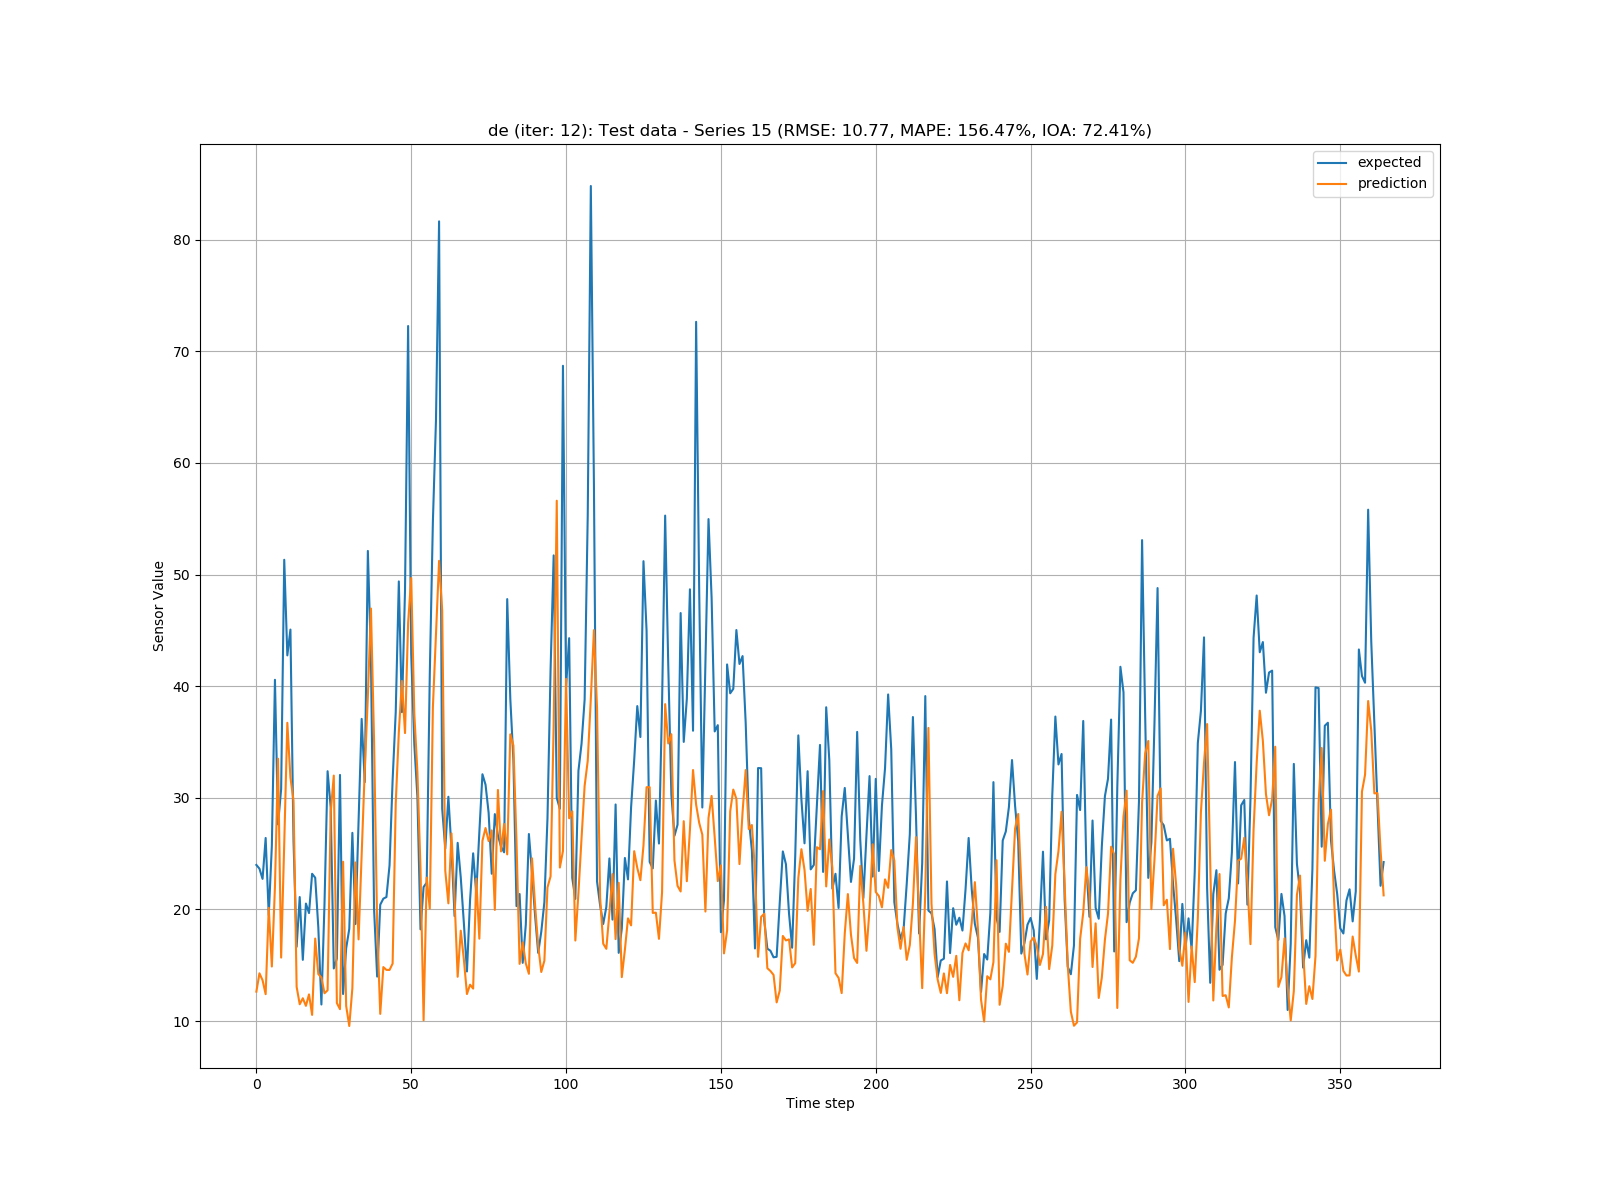 de (iter: 12): Test data - Series 15 (RMSE: 10.77, MAPE: 156.47%, IOA: 72.41%)
expected
prediction
80
70
60
50
40
30
20
10
Sensor Value
0 50 100 150 200 250 300 350
Time step